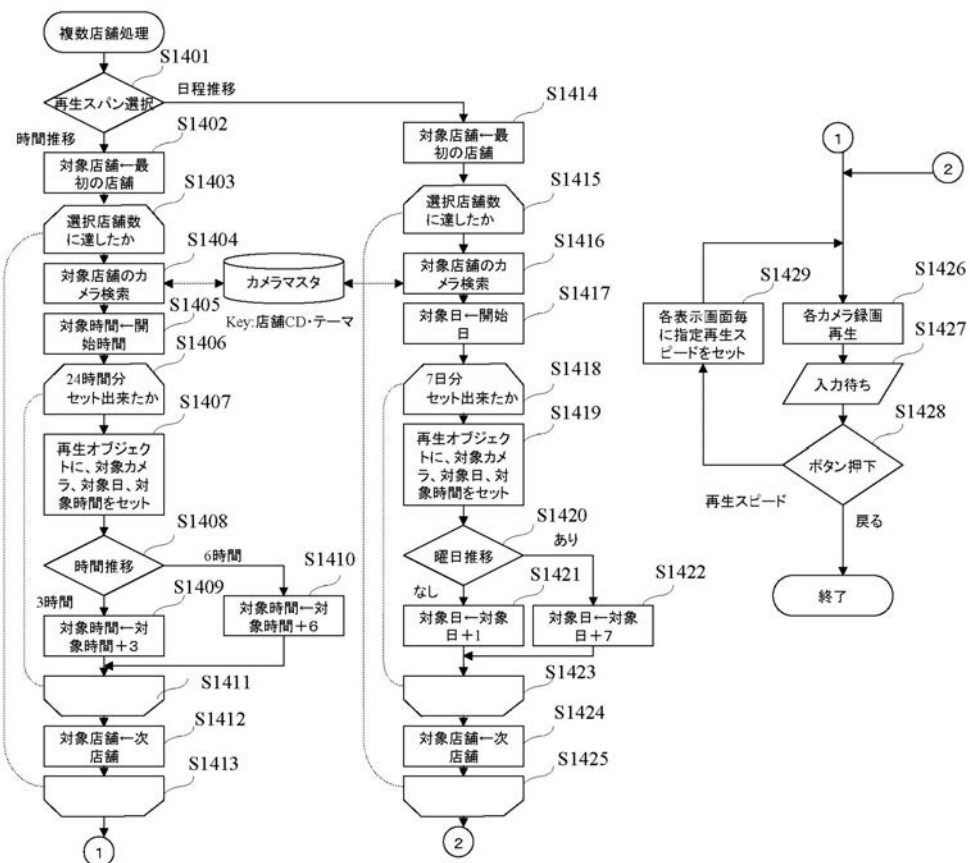 複数店舗処理
S1401
再生スパン選択
日程推移
時間推移
S1402
対象店舗←最
初の店舗
S1403
選択店舗数
に達したか
S1404
対象店舗のカ
メラ検索
カメラマスタ
Key:店舗CD・テーマ
S1405
対象時間←開
始時間
S1406
24時間分
セット出来たか
S1407
再生オブジェク
トに、対象カメ
ラ、対象日、対
象時間をセット
S1408
時間推移
6時間
3時間
S1409
対象時間←対
象時間+3
S1410
対象時間←対
象時間+6
S1411
S1412
対象店舗←次
店舗
S1413
1
S1414
対象店舗←最
初の店舗
S1415
選択店舗数
に達したか
S1416
対象店舗のカ
メラ検索
S1417
対象日←開始
日
S1418
7日分
セット出来たか
S1419
再生オブジェク
トに、対象カメ
ラ、対象日、対
象時間をセット
S1420
曜日推移
あり
なし
S1421
対象日←対象
日+1
S1422
対象日←対象
日+7
S1423
S1424
対象店舗←次
店舗
S1425
2
1
2
S1426
各カメラ録画
再生
S1427
入力待ち
S1428
ボタン押下
再生スピード
戻る
S1429
各表示画面毎
に指定再生ス
ピードをセット
終了